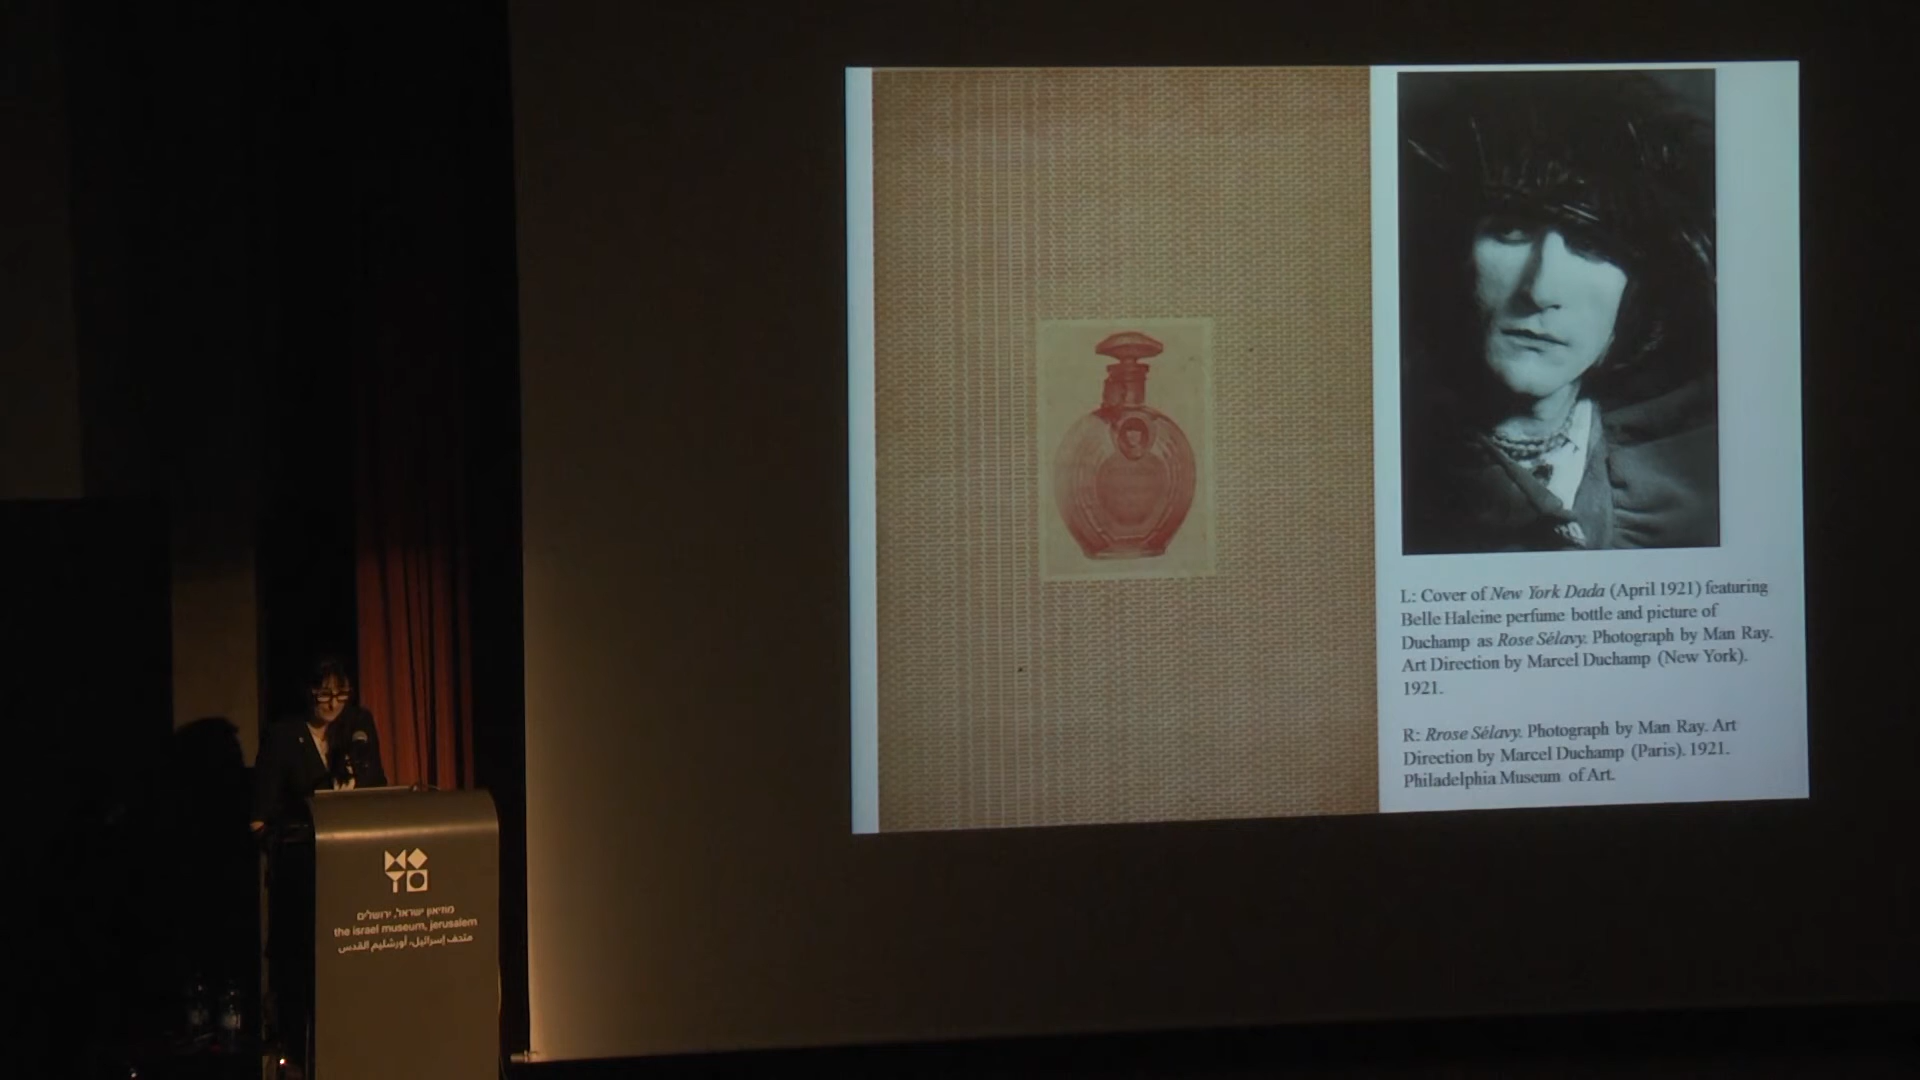 L: Cover of New York Dada (April 1921) featuring
Belle Haleine perfume bottle and picture of
Duchamp as Rose Sélavy. Photograph by Man Ray.
Art Direction by Marcel Duchamp (New York).
1921.
R: Rrose Sélavy. Photograph by Man Ray. Art
Direction by Marcel Duchamp (Paris). 1921.
Philadelphia Museum of Art.
מוזיאון ישראל, ירושלים
the israel museum, jerusalem
متحف إسرائيل، أورشليم القدس